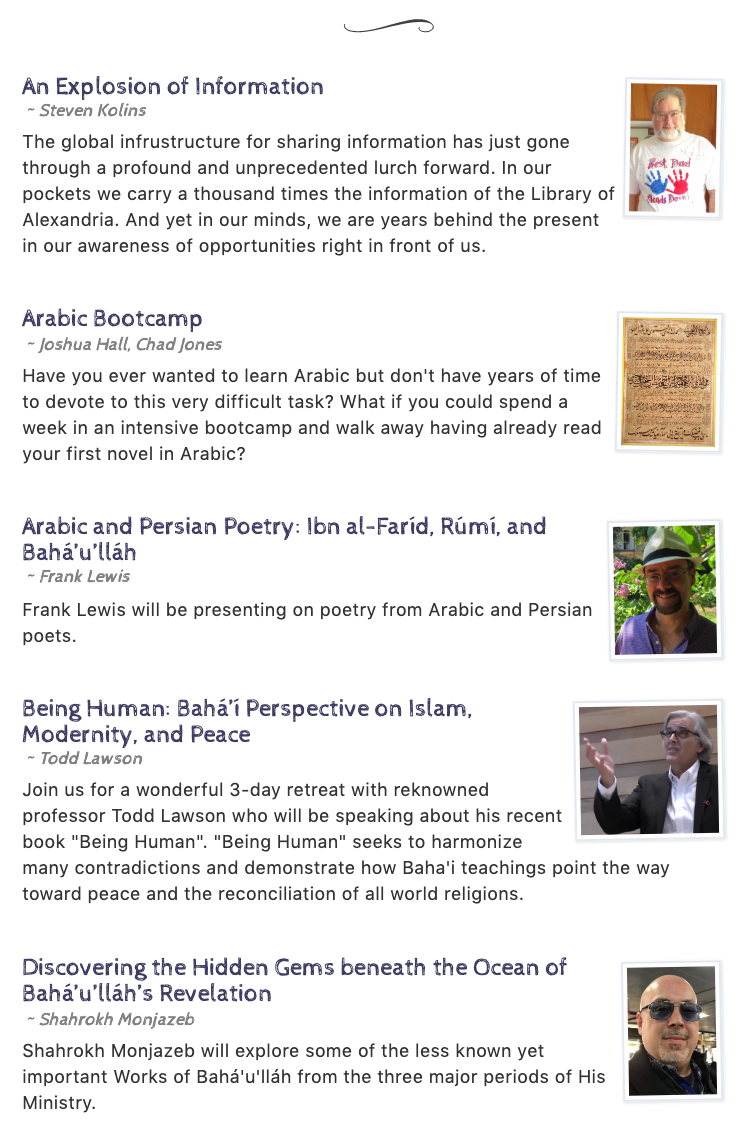 An Explosion of Information
~ Steven Kolins
The global infrustructure for sharing information has just gone
through a profound and unprecedented lurch forward. In our
pockets we carry a thousand times the information of the Library of
Alexandria. And yet in our minds, we are years behind the present
in our awareness of opportunities right in front of us.
Best Dad
Hands Down!
Arabic Bootcamp
~ Joshua Hall, Chad Jones
Have you ever wanted to learn Arabic but don't have years of time
to devote to this very difficult task? What if you could spend a
week in an intensive bootcamp and walk away having already read
your first novel in Arabic?
Arabic and Persian Poetry: Ibn al-Faríd, Rúmí, and
Bahá’u’lláh
~ Frank Lewis
Frank Lewis will be presenting on poetry from Arabic and Persian
poets.
Being Human: Bahá’í Perspective on Islam,
Modernity, and Peace
~ Todd Lawson
Join us for a wonderful 3-day retreat with reknowned
professor Todd Lawson who will be speaking about his recent
book "Being Human". "Being Human" seeks to harmonize
many contradictions and demonstrate how Baha'i teachings point the way
toward peace and the reconciliation of all world religions.
Discovering the Hidden Gems beneath the Ocean of
Bahá’u’lláh’s Revelation
~ Shahrokh Monjazeb
Shahrokh Monjazeb will explore some of the less known yet
important Works of Bahá'u'lláh from the three major periods of His
Ministry.